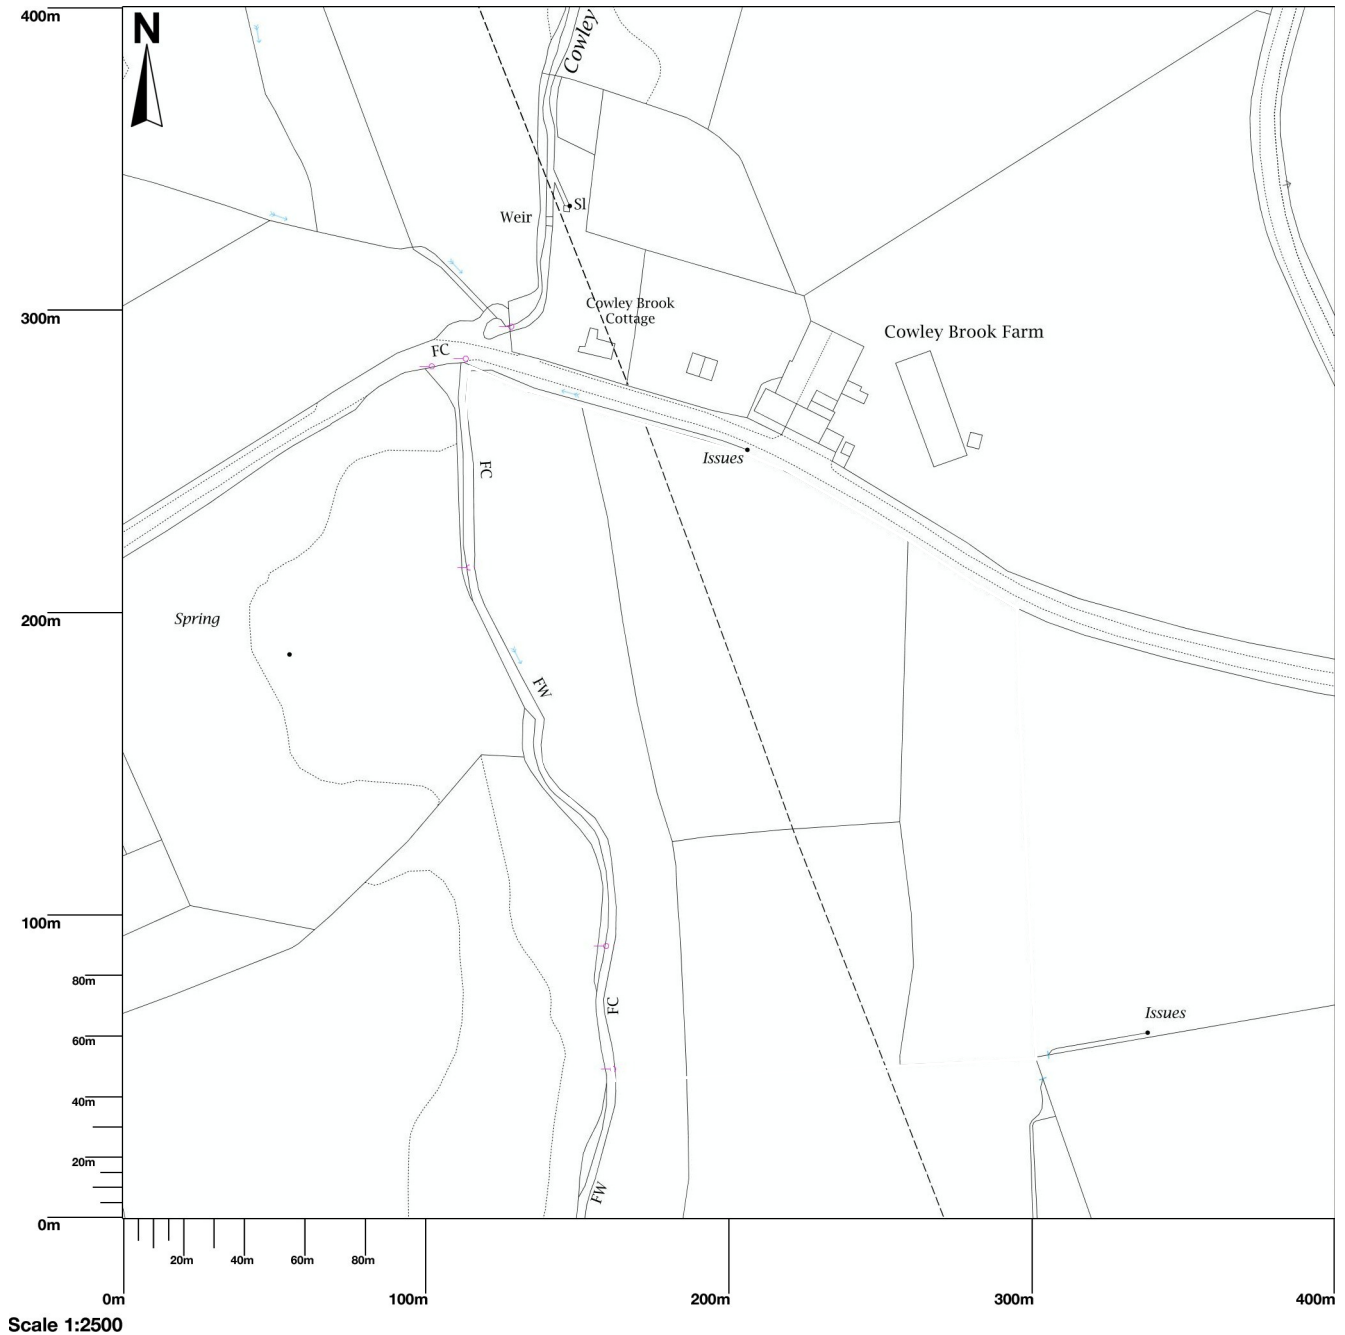 400m
N
Cowley
Weir
Sl
300m
Cowley Brook
Cottage
Cowley Brook Farm
FC
Issues
FC
200m
Spring
FW
100m
80m
FC
Issues
60m
40m
20m
FW
0m
20m
40m
60m
80m
0m
100m
200m
300m
400m
Scale 1:2500